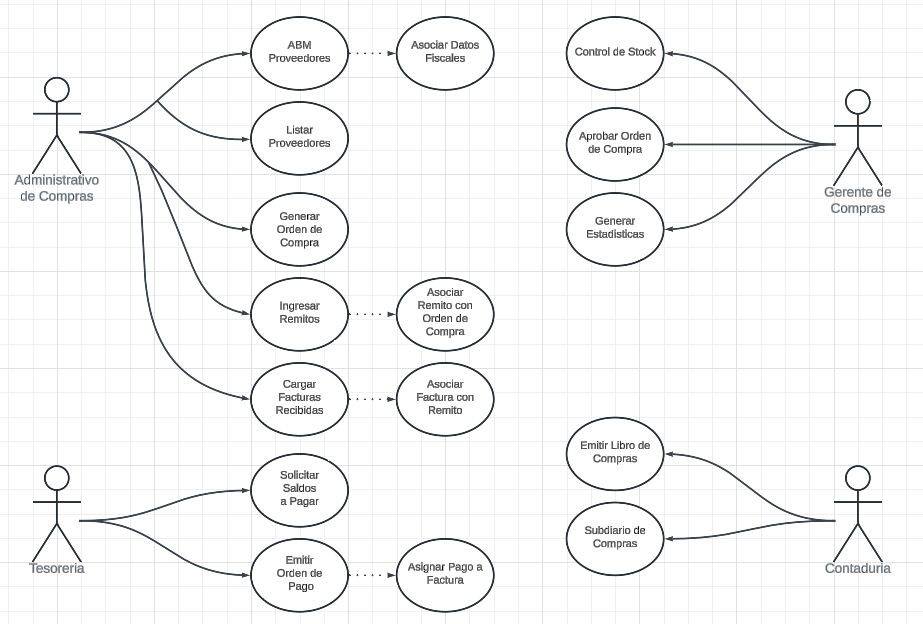 ABM
Proveedores
Asociar Datos
Fiscales
Control de Stock
Listar
Proveedores
Aprobar Orden
de Compra
Administrativo
de Compras
Gerente de
Compras
Generar
Orden de
Compra
Generar
Estadisticas
Ingresar
Remitos
Asociar
Remito con
Orden de
Compra
Cargar
Facturas
Recibidas
Asociar
Factura con
Remito
Emitir Libro de
Compras
Solicitar
Saldos
a Pagar
Subdiario de
Compras
Tesoreria
Emitir
Orden de
Pago
Asignar Pago a
Factura
Contaduria